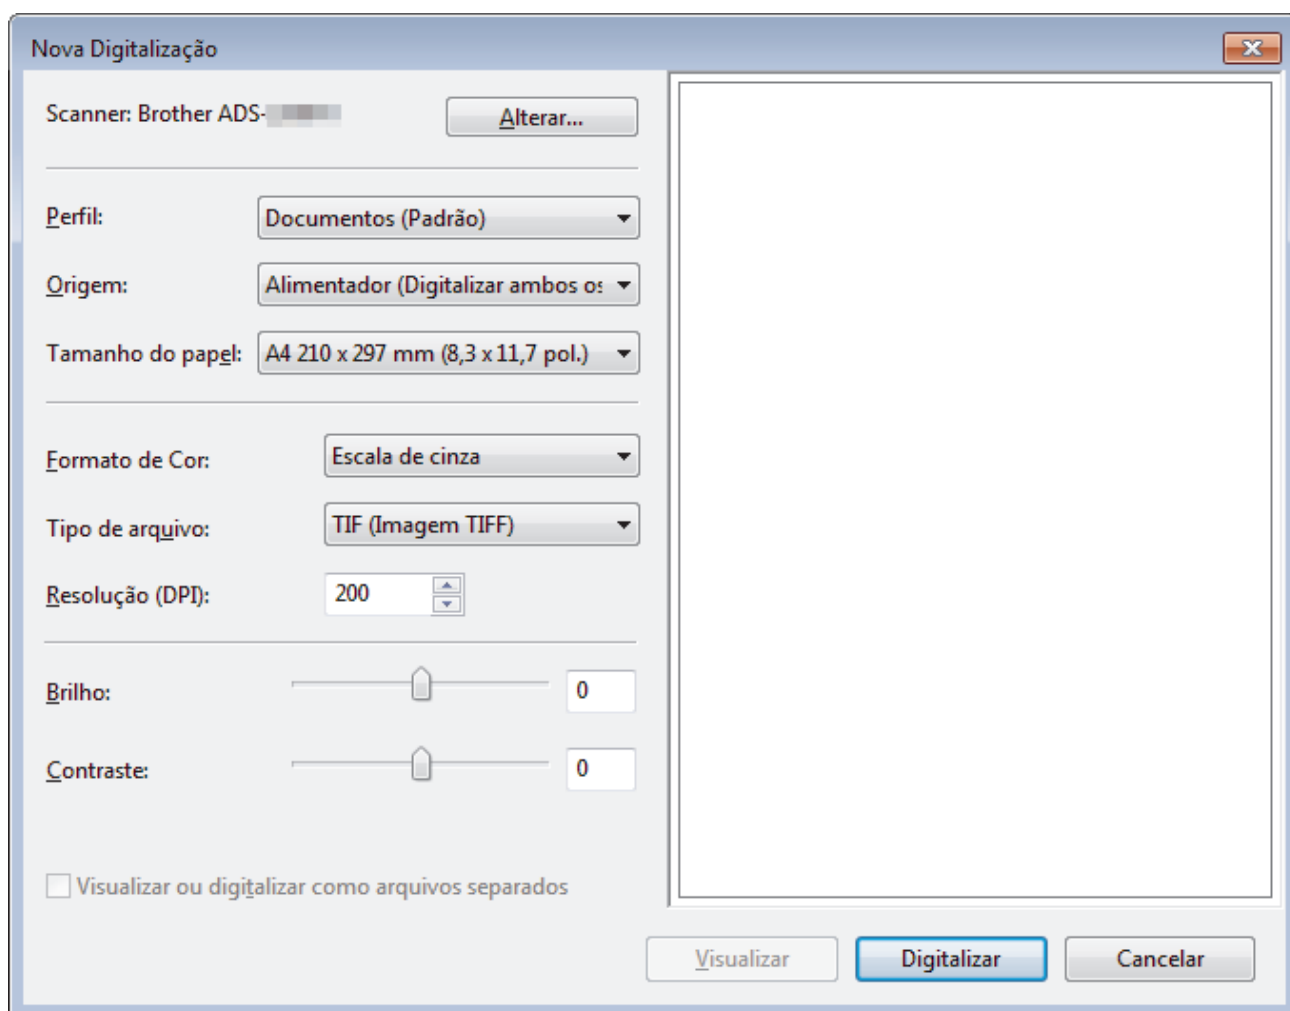 Nova Digitalização
Scanner: Brother ADS-
Alterar...
Perfil: Documentos (Padrão)
Origem: Alimentador (Digitalizar ambos os
Tamanho do papel: A4 210 x 297 mm (8,3 x 11,7 pol.)
Formato de Cor: Escala de cinza
Tipo de arquivo: TIF (Imagem TIFF)
Resolução (DPI): 200
Brilho: 0
Contraste: 0
Visualizar ou digitalizar como arquivos separados
Visualizar Digitalizar Cancelar